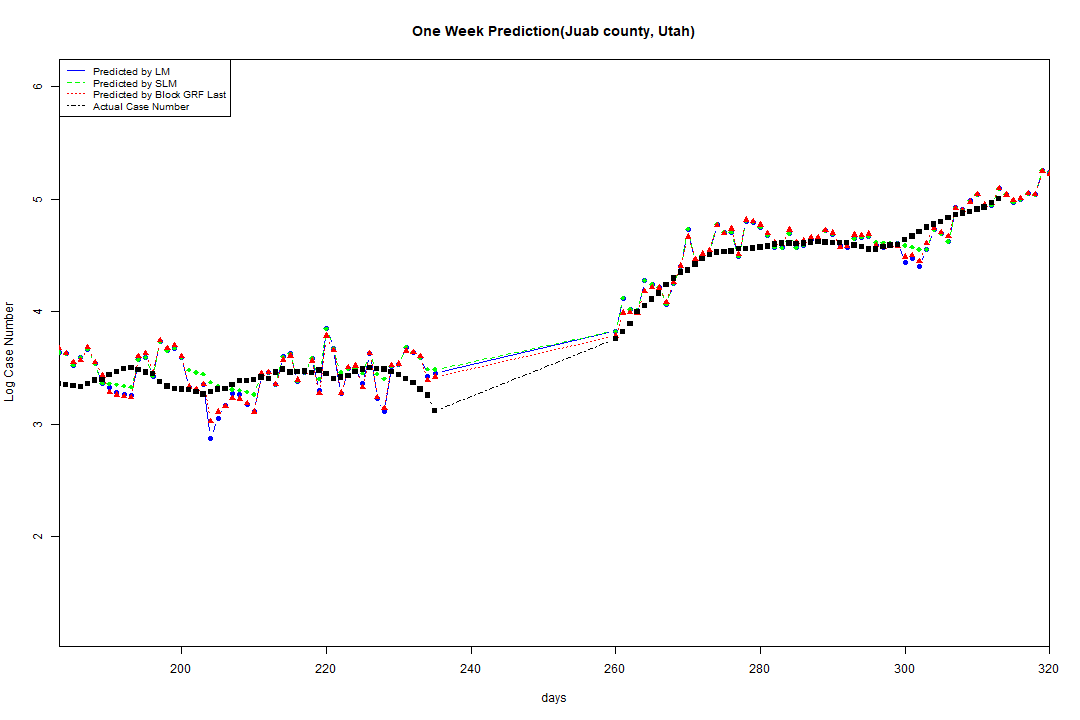 One Week Prediction(Juab county, Utah)
Predicted by LM
Predicted by SLM
Predicted by Block GRF Last
Actual Case Number
6
5
4
3
2
Log Case Number
200 220 240 260 280 300 320
days